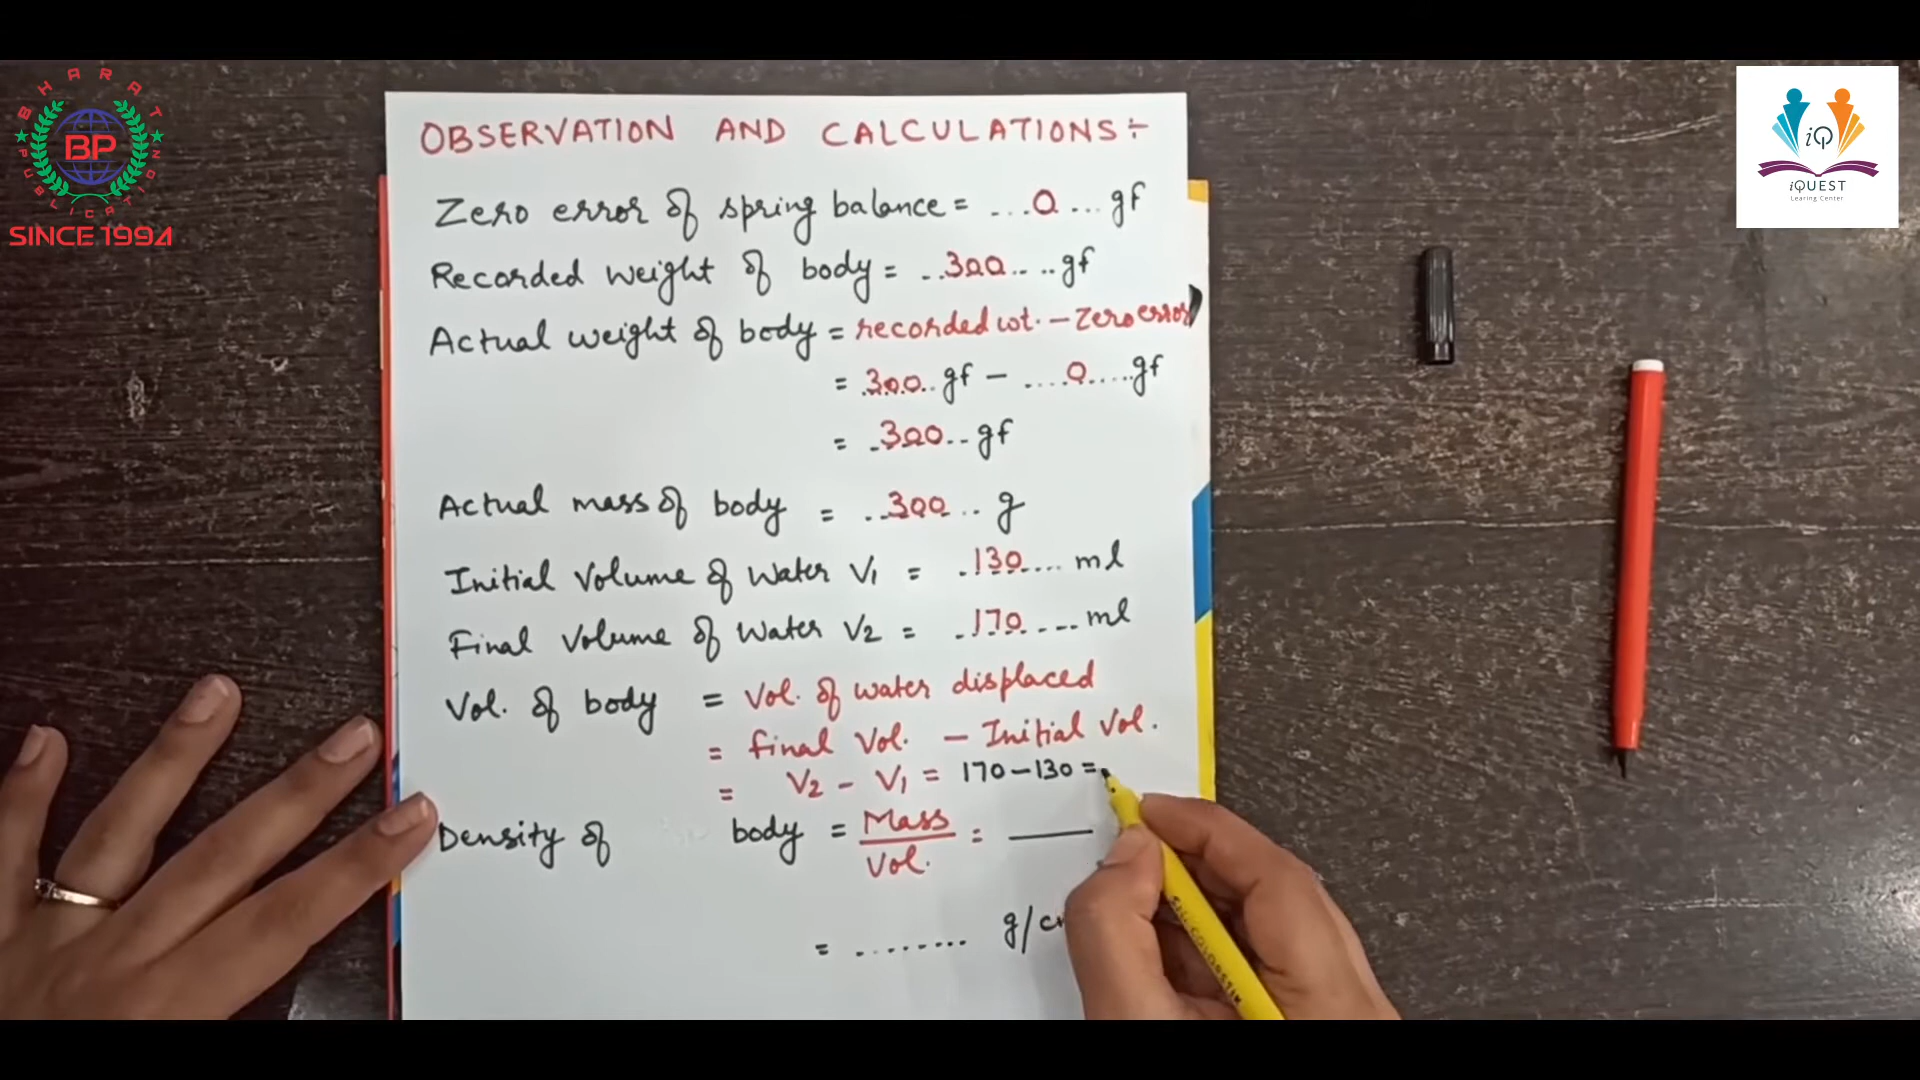 BHARAT
BP
PUBLICATIONS
SINCE 1994
iQ
iQUEST
Learing Center
OBSERVATION AND CALCULATIONS:-
Zero error of spring balance = ...0... gf
Recorded weight of body = ..300.... gf
Actual weight of body = recorded wt. - Zero error
= 300.. gf - ....0....gf
= .300.. gf
Actual mass of body = ..300.. g
Initial Volume of Water V1 = .130.... ml
Final Volume of Water V2 = .170....ml
Vol. of body = Vol. of water displaced
= final Vol. - Initial Vol.
= V2 - V1 = 170-130 =
Density of body = Mass/Vol. = ——
= ........ g/